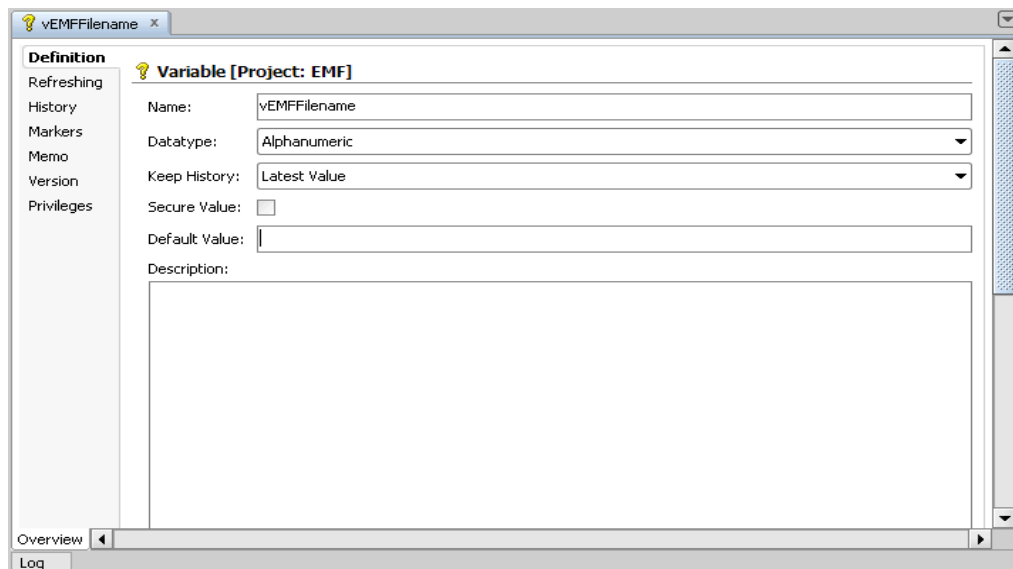 vEMFFilename x
Definition
Refreshing
History
Markers
Memo
Version
Privileges
Variable [Project: EMF]
Name: vEMFFilename
Datatype: Alphanumeric
Keep History: Latest Value
Secure Value:
Default Value:
Description:
Overview
Log